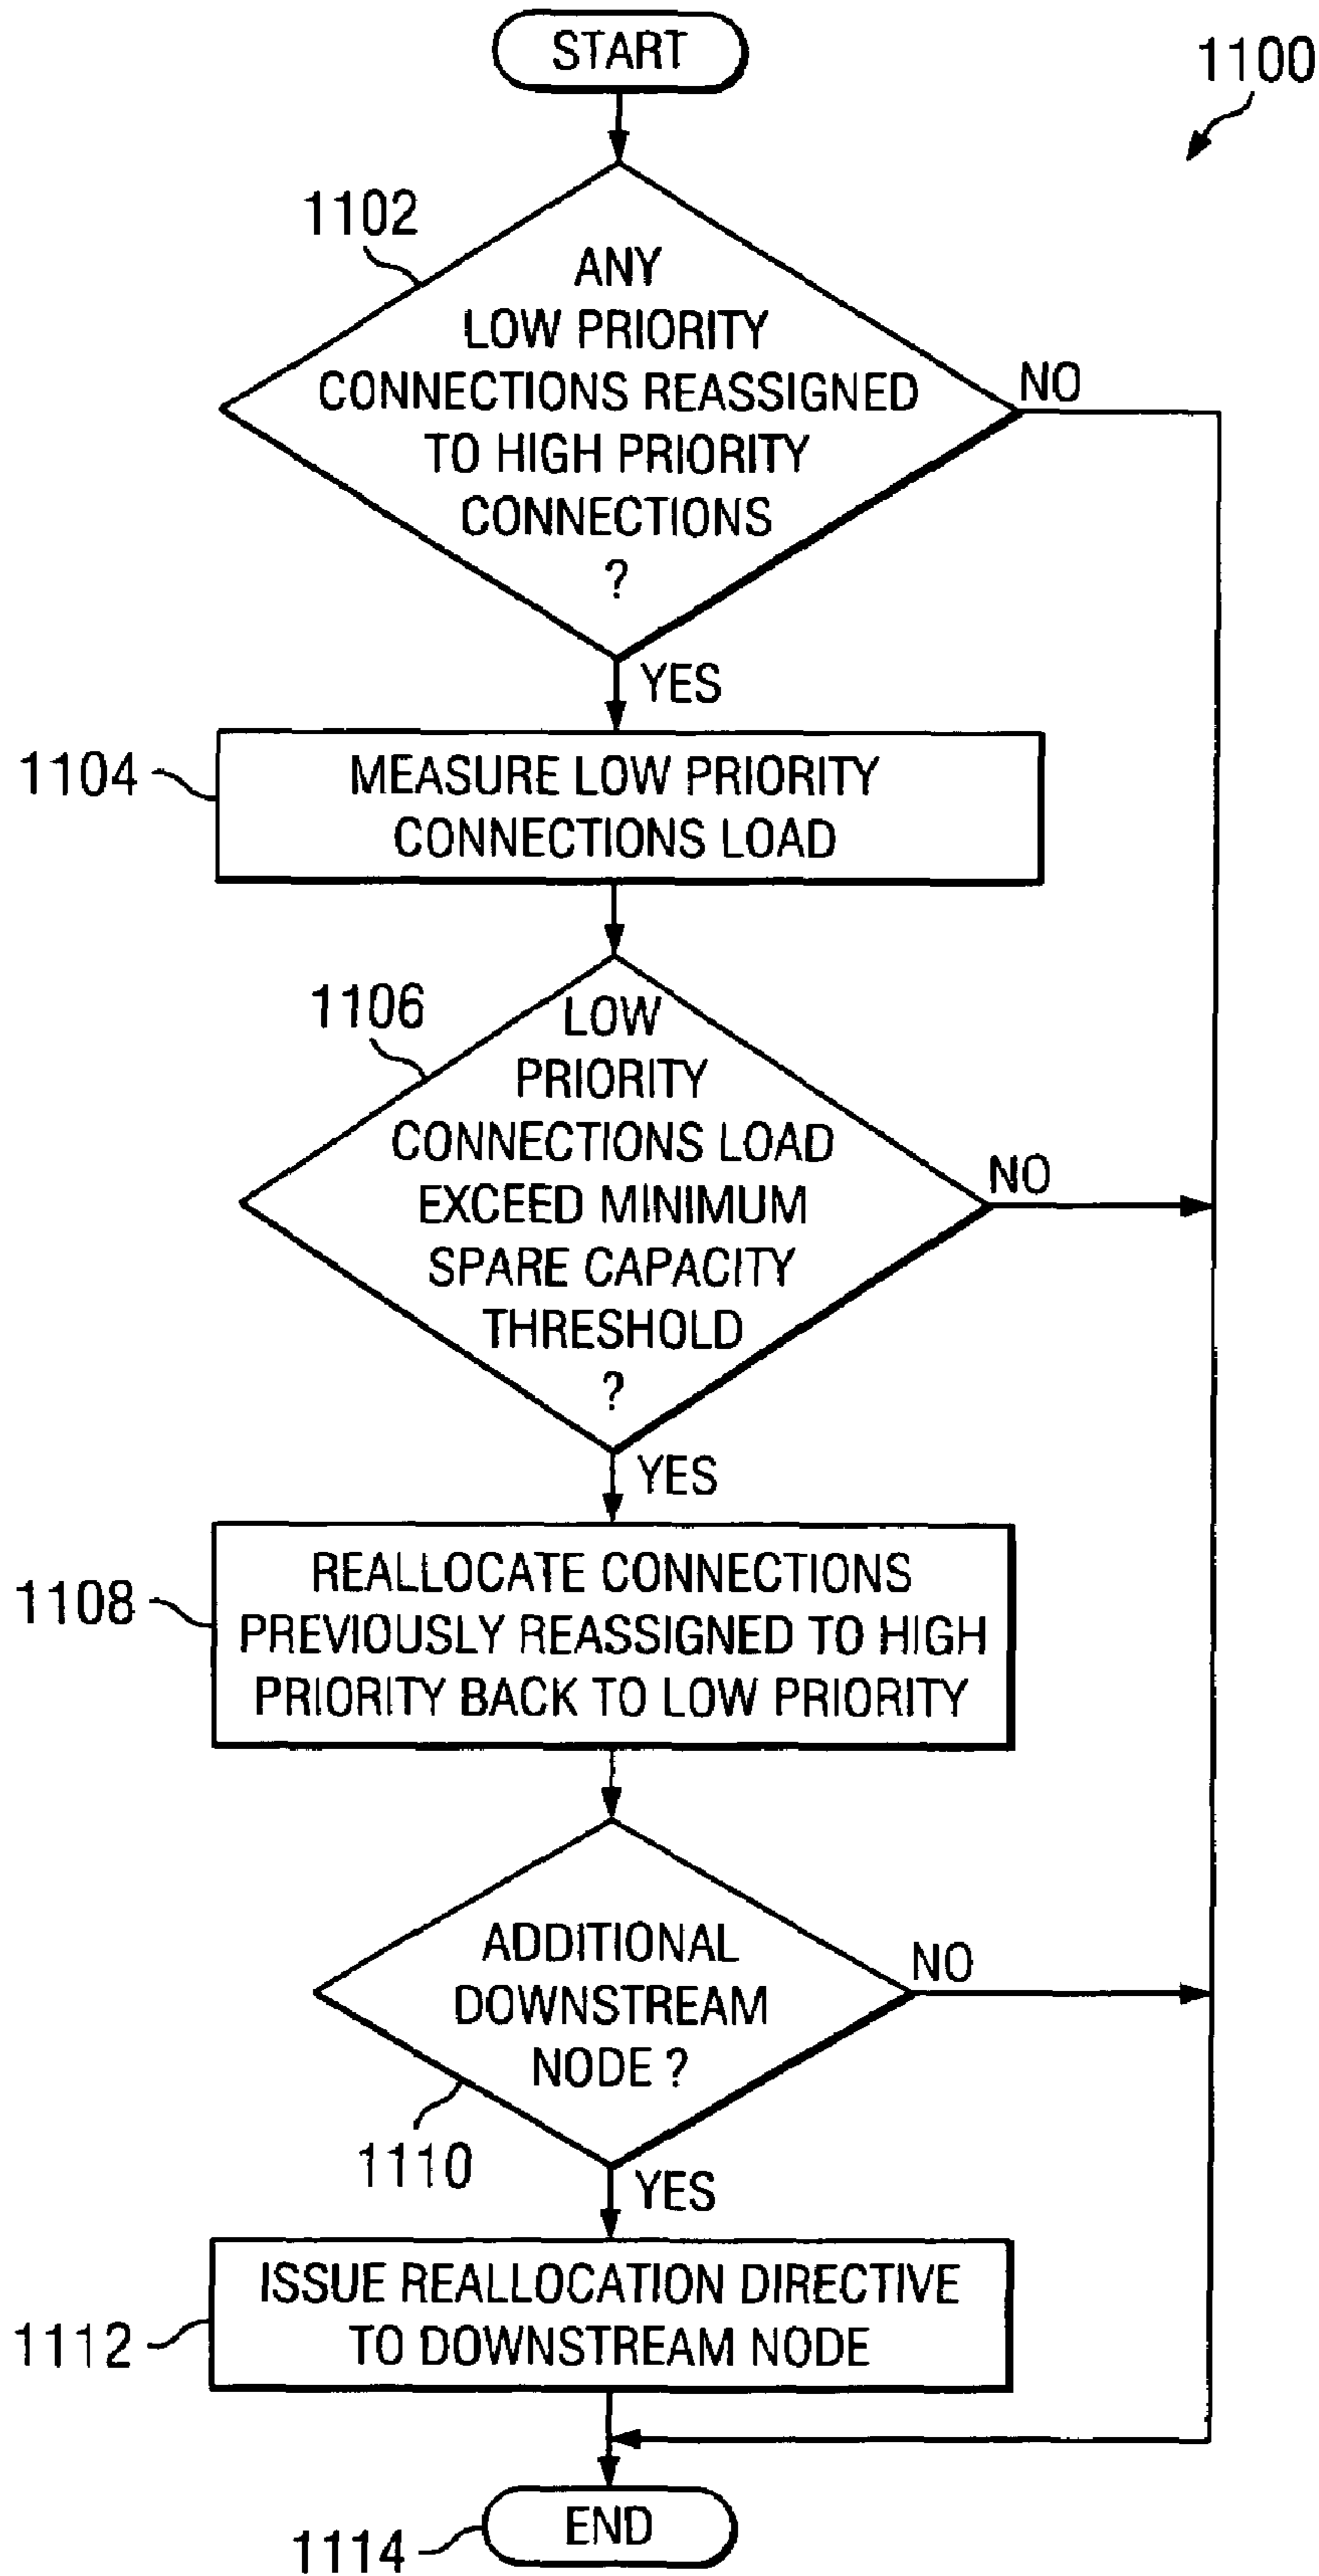 START
1100
1102
ANY
LOW PRIORITY
CONNECTIONS REASSIGNED
TO HIGH PRIORITY
CONNECTIONS
?
NO
YES
1104
MEASURE LOW PRIORITY
CONNECTIONS LOAD
1106
LOW
PRIORITY
CONNECTIONS LOAD
EXCEED MINIMUM
SPARE CAPACITY
THRESHOLD
?
NO
YES
1108
REALLOCATE CONNECTIONS
PREVIOUSLY REASSIGNED TO HIGH
PRIORITY BACK TO LOW PRIORITY
ADDITIONAL
DOWNSTREAM
NODE ?
NO
1110
YES
1112
ISSUE REALLOCATION DIRECTIVE
TO DOWNSTREAM NODE
END
1114